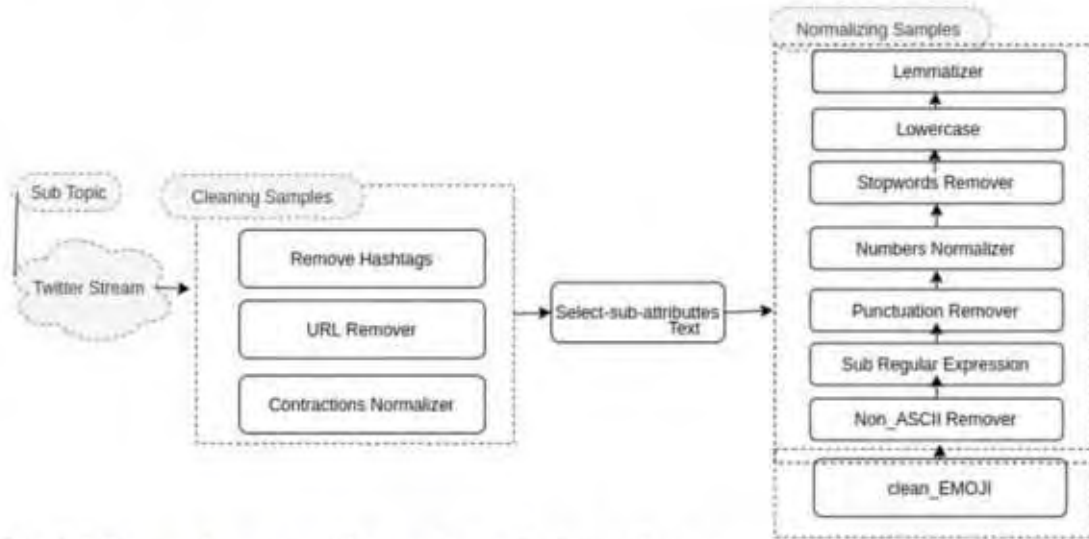 Sub Topic
Twitter Stream
Cleaning Samples
Remove Hashtags
URL Remover
Contractions Normalizer
Select-sub-attributes
Text
Normalizing Samples
Lemmatizer
Lowercase
Stopwords Remover
Numbers Normalizer
Punctuation Remover
Sub Regular Expression
Non_ASCII Remover
clean_EMOJI